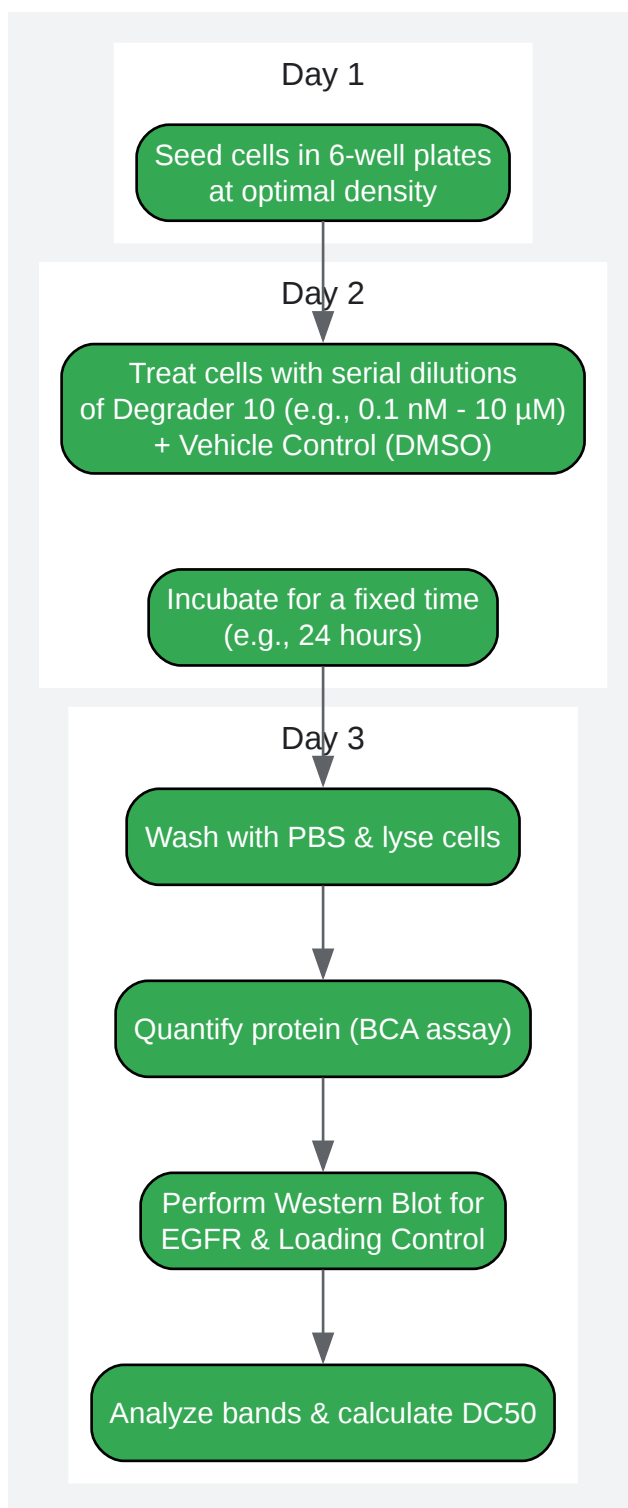 Day 1
Seed cells in 6-well plates
at optimal density
Day 2
Treat cells with serial dilutions
of Degrader 10 (e.g., 0.1 nM - 10 µM)
+ Vehicle Control (DMSO)
Incubate for a fixed time
(e.g., 24 hours)
Day 3
Wash with PBS & lyse cells
Quantify protein (BCA assay)
Perform Western Blot for
EGFR & Loading Control
Analyze bands & calculate DC50